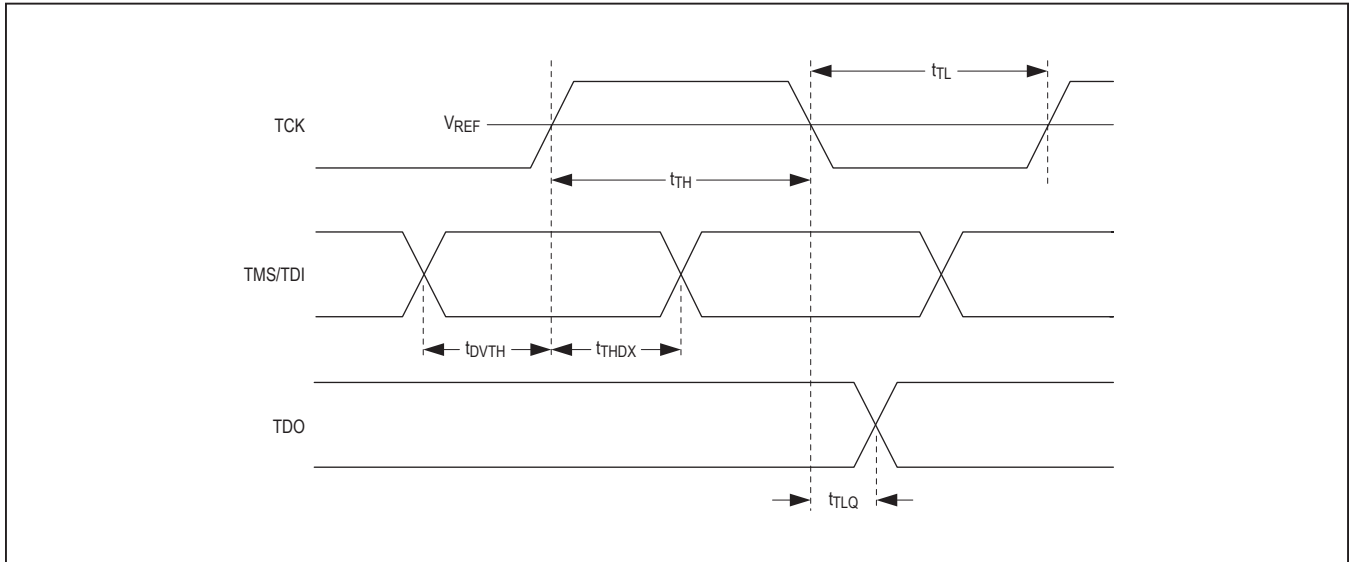 tTL
TCK
VREF
tTH
TMS/TDI
tDVTH
tTHDX
TDO
tTLQ